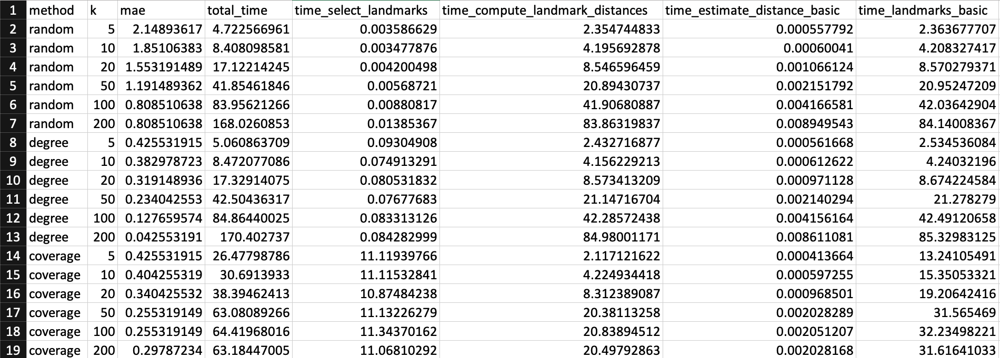 1 method k mae total_time time_select_landmarks time_compute_landmark_distances time_estimate_distance_basic time_landmarks_basic
2 random 5 2.14893617 4.722566961 0.003586629 2.354744833 0.000557792 2.363677707
3 random 10 1.85106383 8.408098581 0.003477876 4.195692878 0.00060041 4.208327417
4 random 20 1.553191489 17.12214245 0.004200498 8.546596459 0.001066124 8.570279371
5 random 50 1.191489362 41.85461846 0.00568721 20.89430737 0.002151792 20.95247209
6 random 100 0.808510638 83.95621266 0.00880817 41.90680887 0.004166581 42.03642904
7 random 200 0.808510638 168.0260853 0.01385367 83.86319837 0.008949543 84.14008367
8 degree 5 0.425531915 5.060863709 0.09304908 2.432716877 0.000561668 2.534536084
9 degree 10 0.382978723 8.472077086 0.074913291 4.156229213 0.000612622 4.24032196
10 degree 20 0.319148936 17.32914075 0.080531832 8.573413209 0.000971128 8.674224584
11 degree 50 0.234042553 42.50436317 0.07677683 21.14716704 0.002140294 21.278279
12 degree 100 0.127659574 84.86440025 0.083313126 42.28572438 0.004156164 42.49120658
13 degree 200 0.042553191 170.402737 0.084282999 84.98001171 0.008611081 85.32983125
14 coverage 5 0.425531915 26.47798786 11.11939766 2.117121622 0.000413664 13.24105491
15 coverage 10 0.404255319 30.6913933 11.11532841 4.224934418 0.000597255 15.35053321
16 coverage 20 0.340425532 38.39462413 10.87484238 8.312389087 0.000968501 19.20642416
17 coverage 50 0.255319149 63.08089266 11.13226279 20.38113258 0.002028289 31.565469
18 coverage 100 0.255319149 64.41968016 11.34370162 20.83894512 0.002051207 32.23498221
19 coverage 200 0.29787234 63.18447005 11.06810292 20.49792863 0.002028168 31.61641033